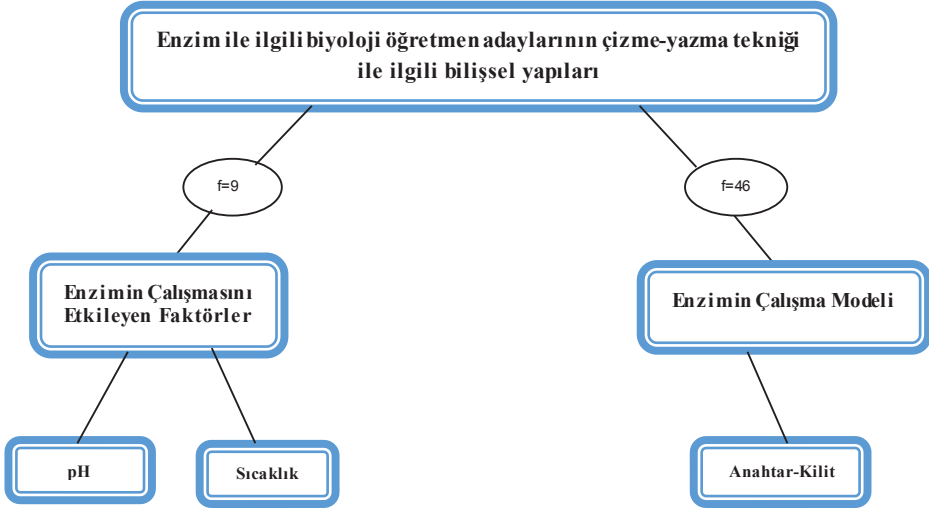 Enzim ile ilgili biyoloji öğretmen adaylarının çizme-yazma tekniği
ile ilgili bilişsel yapıları
f=9
f=46
Enzimin Çalışmasını
Etkileyen Faktörler
Enzimin Çalışma Modeli
pH
Sıcaklık
Anahtar-Kilit